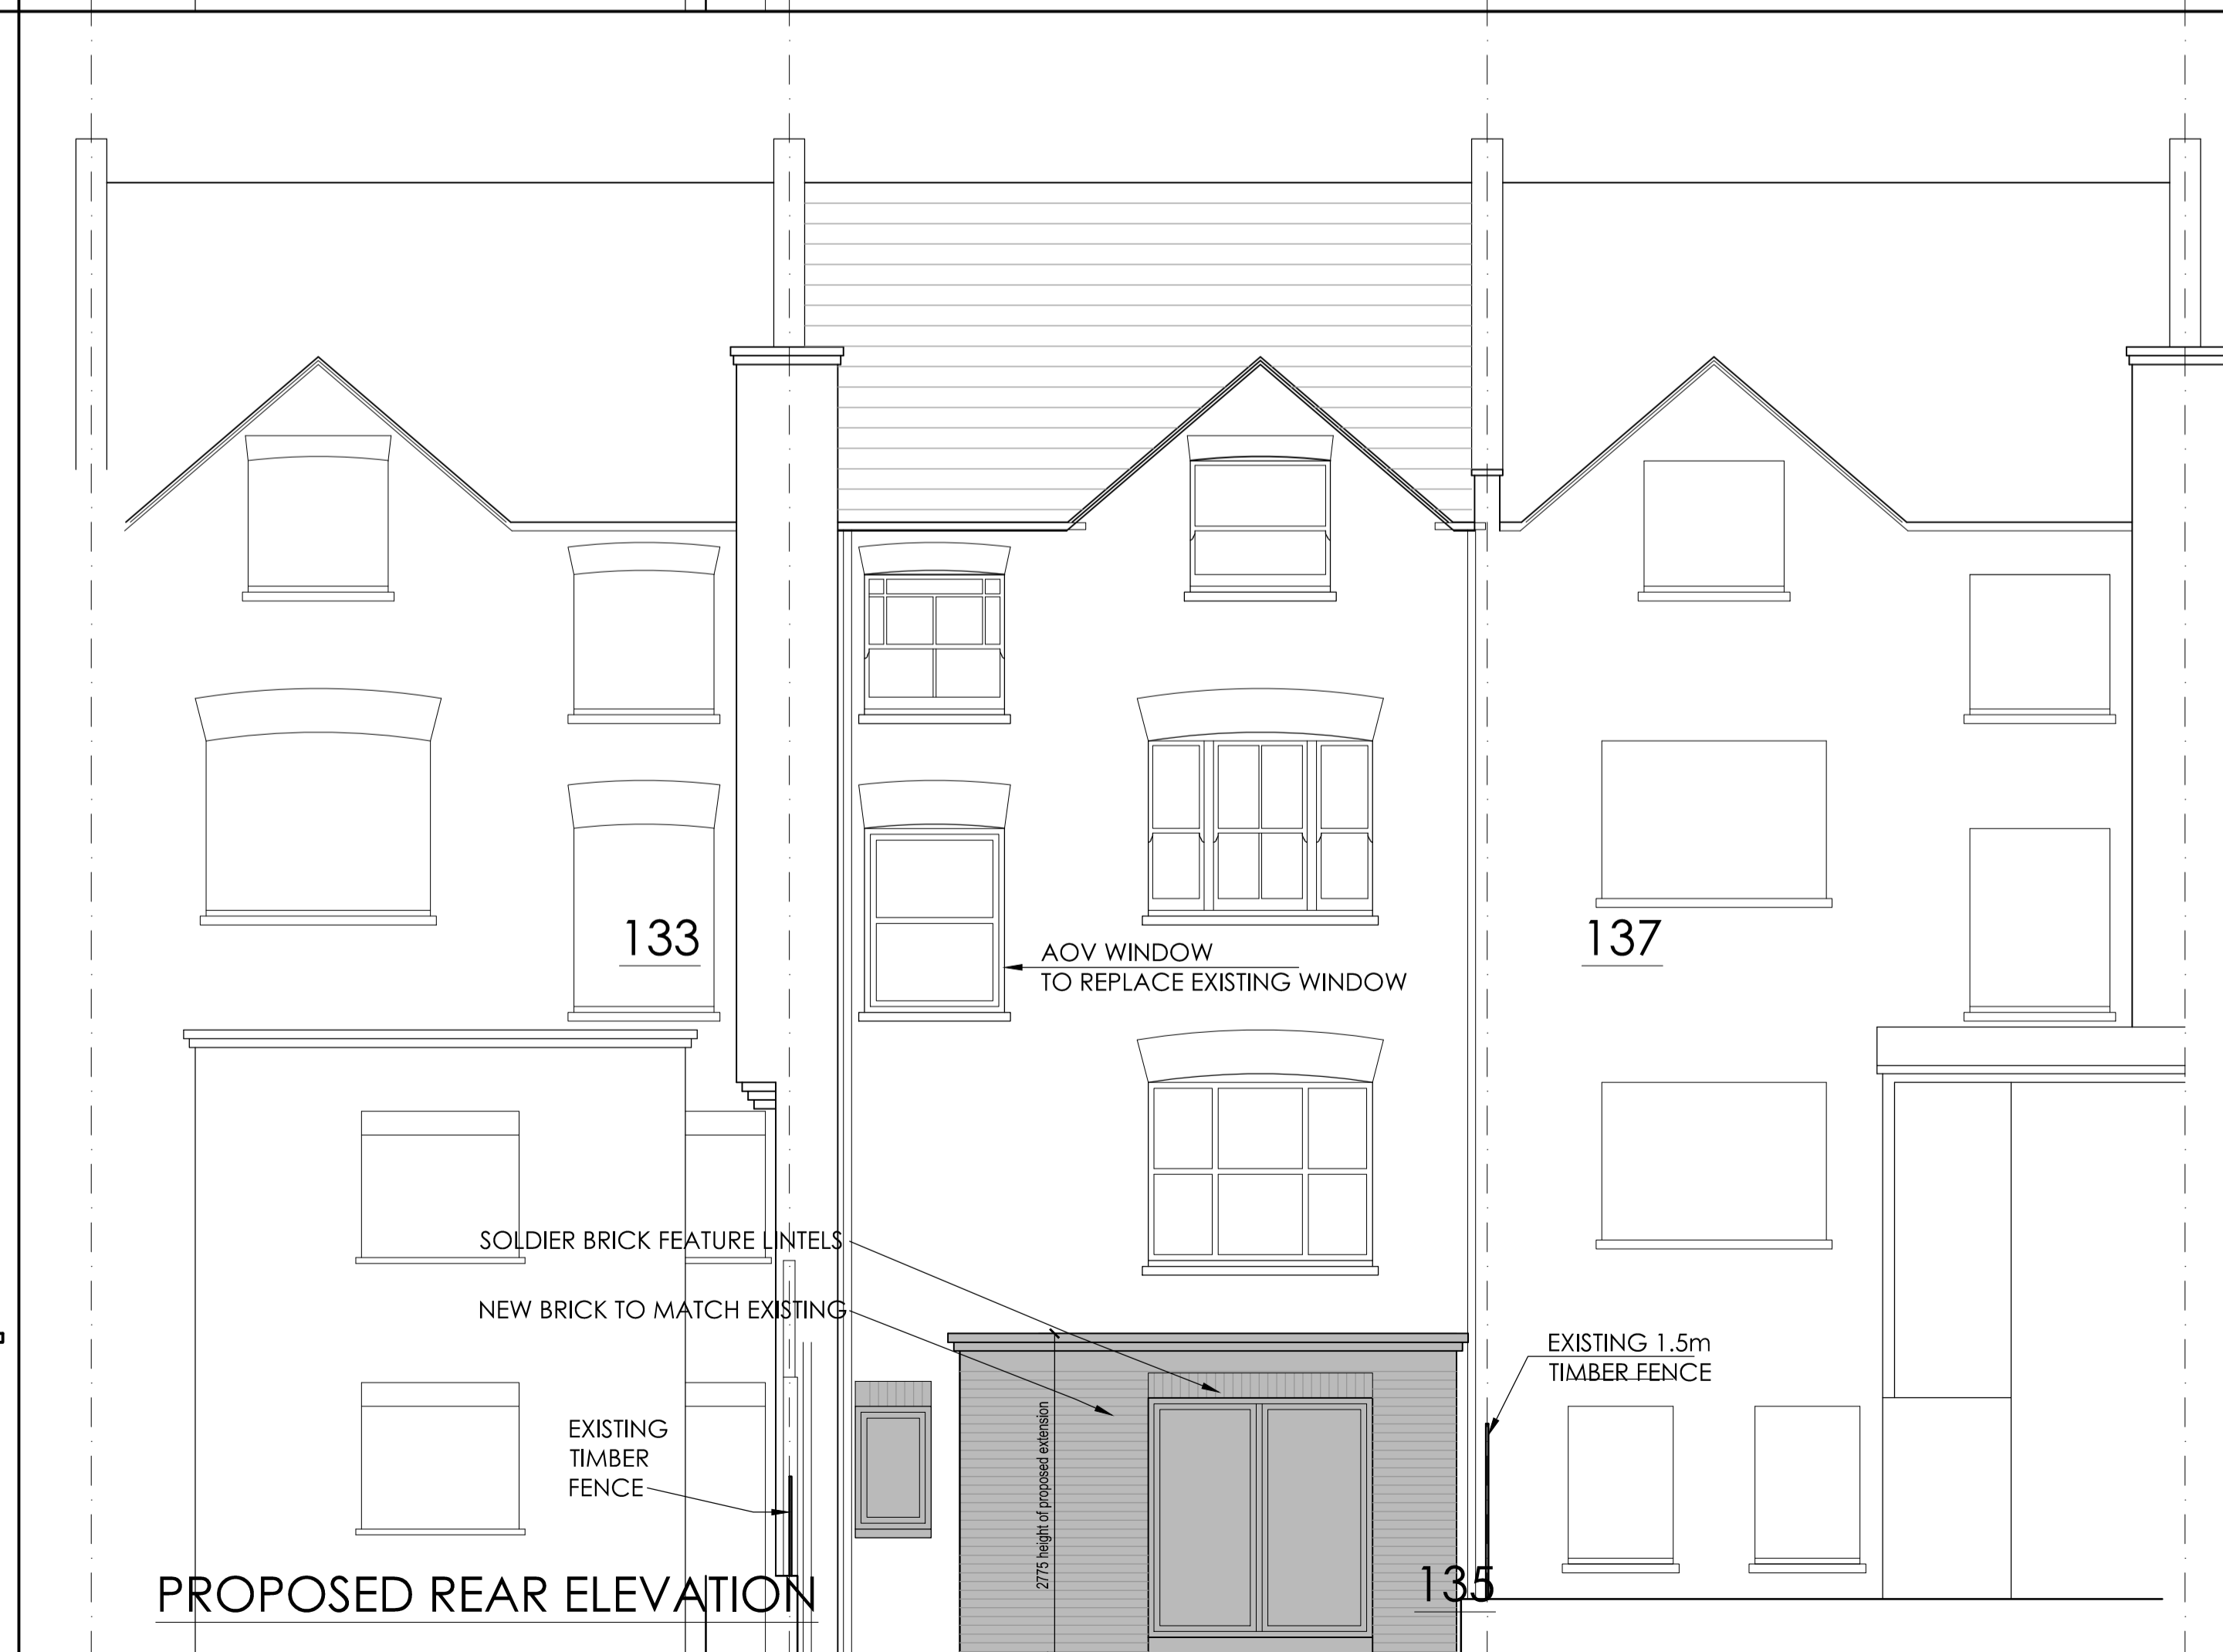 133
137
AOV WINDOW
TO REPLACE EXISTING WINDOW
SOLDIER BRICK FEATURE LINTELS
NEW BRICK TO MATCH EXISTING
EXISTING 1.5m
TIMBER FENCE
EXISTING
TIMBER
FENCE
2775 height of proposed extension
135
PROPOSED REAR ELEVATION